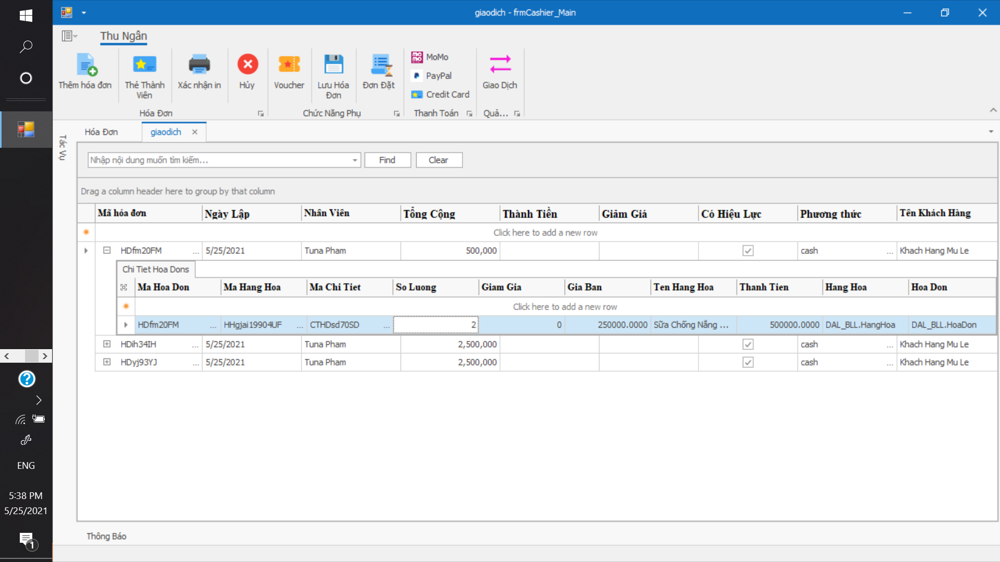 giaodich - frmCashier_Main
Thu Ngân
Thêm hóa đơn
Thẻ Thành Viên
Xác nhận in
Hủy
Voucher
Lưu Hóa Đơn
Đơn Đặt
MoMo
PayPal
Credit Card
Giao Dịch
Hóa Đơn
Chức Năng Phụ
Thanh Toán
Quả...
Tác Vụ
Hóa Đơn
giaodich
Nhập nội dung muốn tìm kiếm...
Find
Clear
Drag a column header here to group by that column
Mã hóa đơn Ngày Lập Nhân Viên Tổng Cộng Thành Tiền Giảm Giá Có Hiệu Lực Phương thức Tên Khách Hàng
Click here to add a new row
HDfm20FM ... 5/25/2021 Tuna Pham 500,000 cash ... Khach Hang Mu Le
Chi Tiet Hoa Dons
Ma Hoa Don Ma Hang Hoa Ma Chi Tiet So Luong Giam Gia Gia Ban Ten Hang Hoa Thanh Tien Hang Hoa Hoa Don
Click here to add a new row
HDfm20FM ... HHgjai19904UF ... CTHDsd70SD ... 2 0 250000.0000 Sữa Chống Nắng ... 500000.0000 DAL_BLL.HangHoa DAL_BLL.HoaDon
HDih34IH ... 5/25/2021 Tuna Pham 2,500,000 cash ... Khach Hang Mu Le
HDyj93YJ ... 5/25/2021 Tuna Pham 2,500,000 cash ... Khach Hang Mu Le
Thông Báo
ENG
5:38 PM
5/25/2021
1